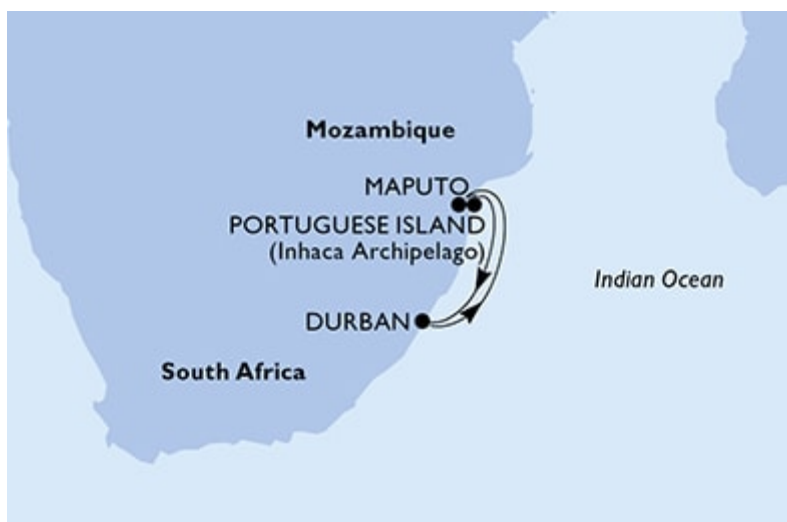 Mozambique
MAPUTO
PORTUGUESE ISLAND
(Inhaca Archipelago)
Indian Ocean
DURBAN
South Africa